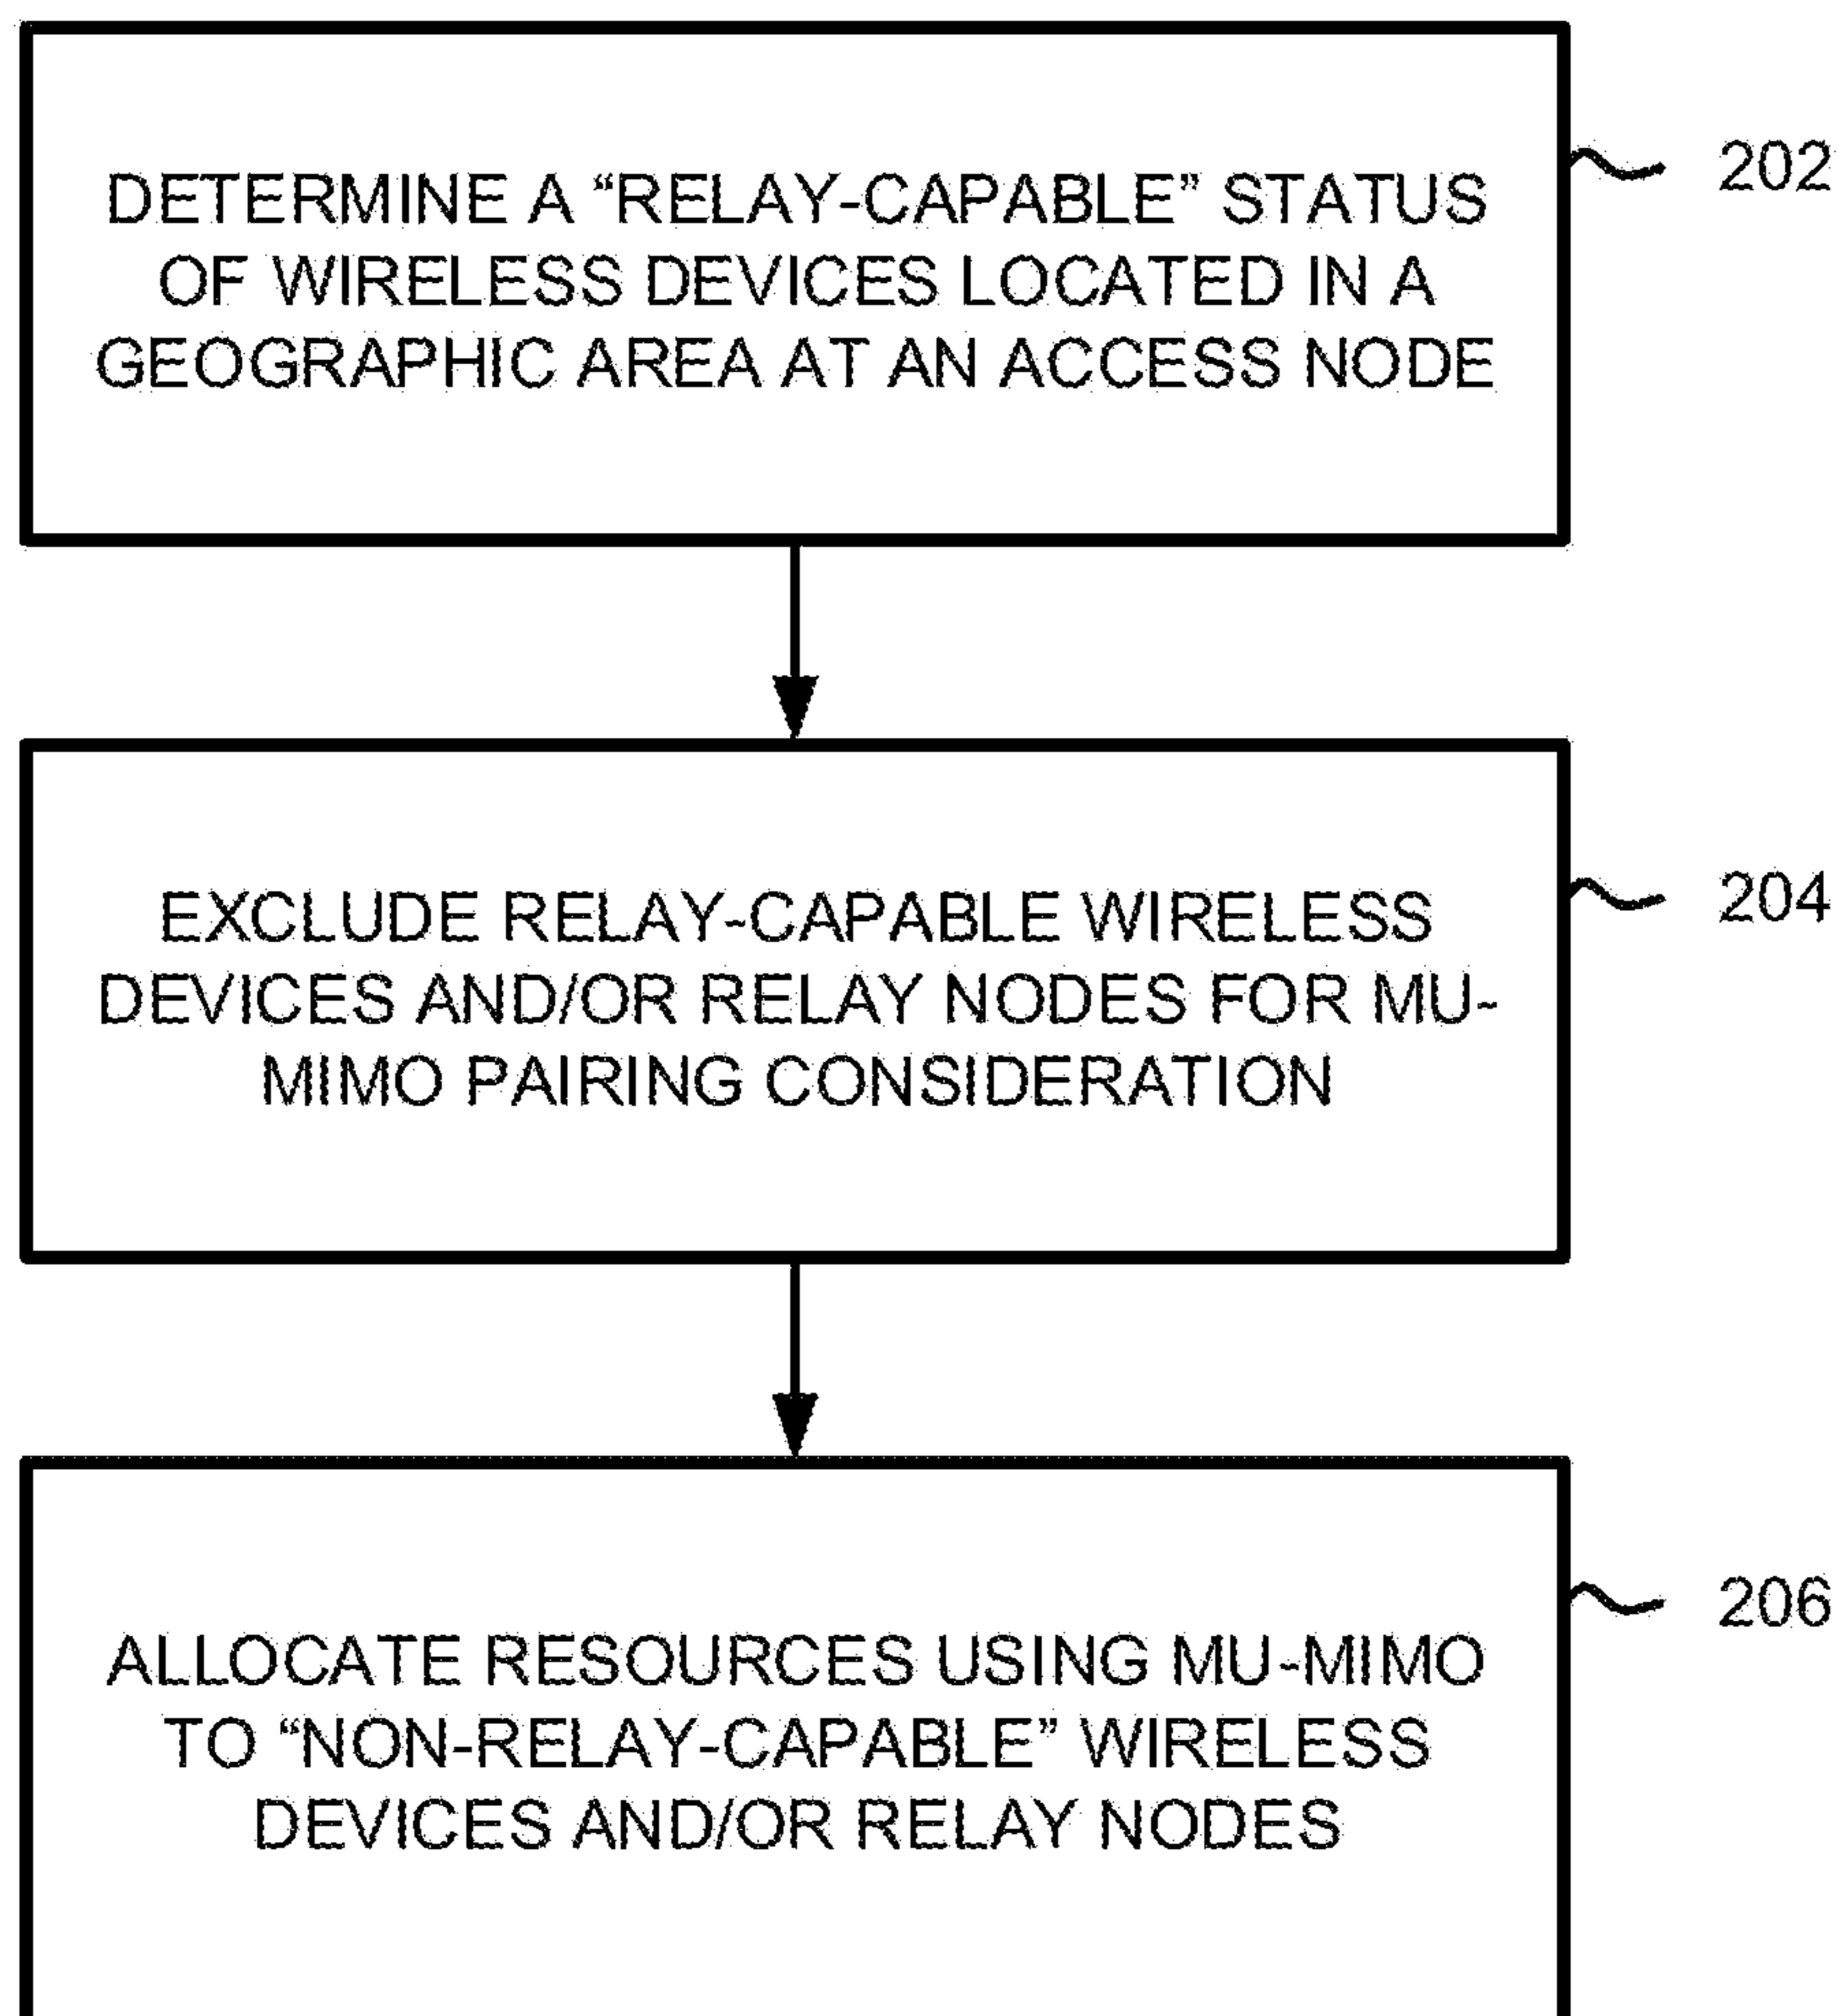 DETERMINE A “RELAY-CAPABLE” STATUS
OF WIRELESS DEVICES LOCATED IN A
GEOGRAPHIC AREA AT AN ACCESS NODE
202
EXCLUDE RELAY-CAPABLE WIRELESS
DEVICES AND/OR RELAY NODES FOR MU-
MIMO PAIRING CONSIDERATION
204
ALLOCATE RESOURCES USING MU-MIMO
TO “NON-RELAY-CAPABLE” WIRELESS
DEVICES AND/OR RELAY NODES
206